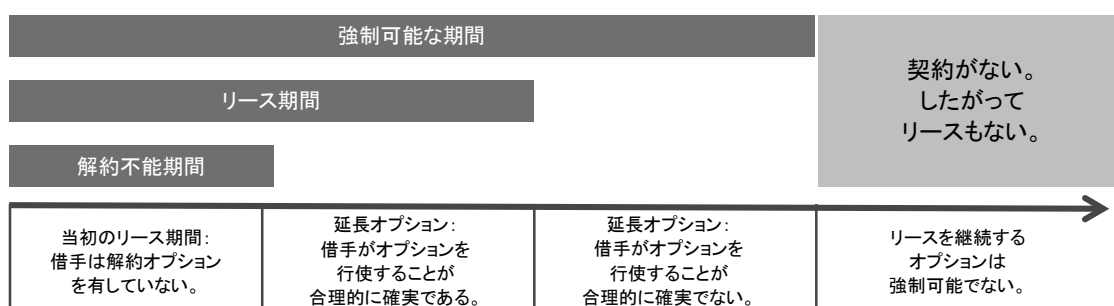 強制可能な期間
リース期間
解約不能期間
契約がない。
したがって
リースもない。
当初のリース期間：
借手は解約オプション
を有していない。
延長オプション：
借手がオプションを
行使することが
合理的に確実である。
延長オプション：
借手がオプションを
行使することが
合理的に確実でない。
リースを継続する
オプションは
強制可能でない。